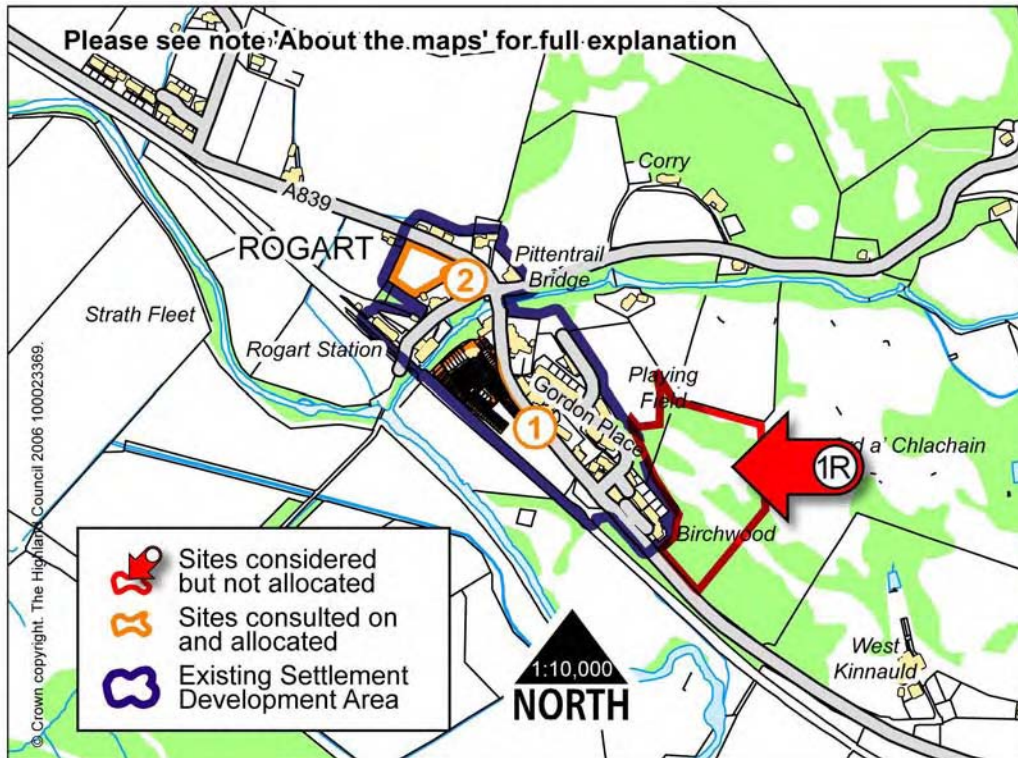 Please see note 'About the maps' for full explanation
Corry
A839
ROGART
Pittentrail
Bridge
2
Strath Fleet
Rogart Station
Playing
Field
Gordon Place
1
1R
a' Chlachain
Birchwood
West
Kinnauld
Sites considered
but not allocated
Sites consulted on
and allocated
Existing Settlement
Development Area
1:10,000
NORTH
© Crown copyright. The Highland Council 2006 100023369.